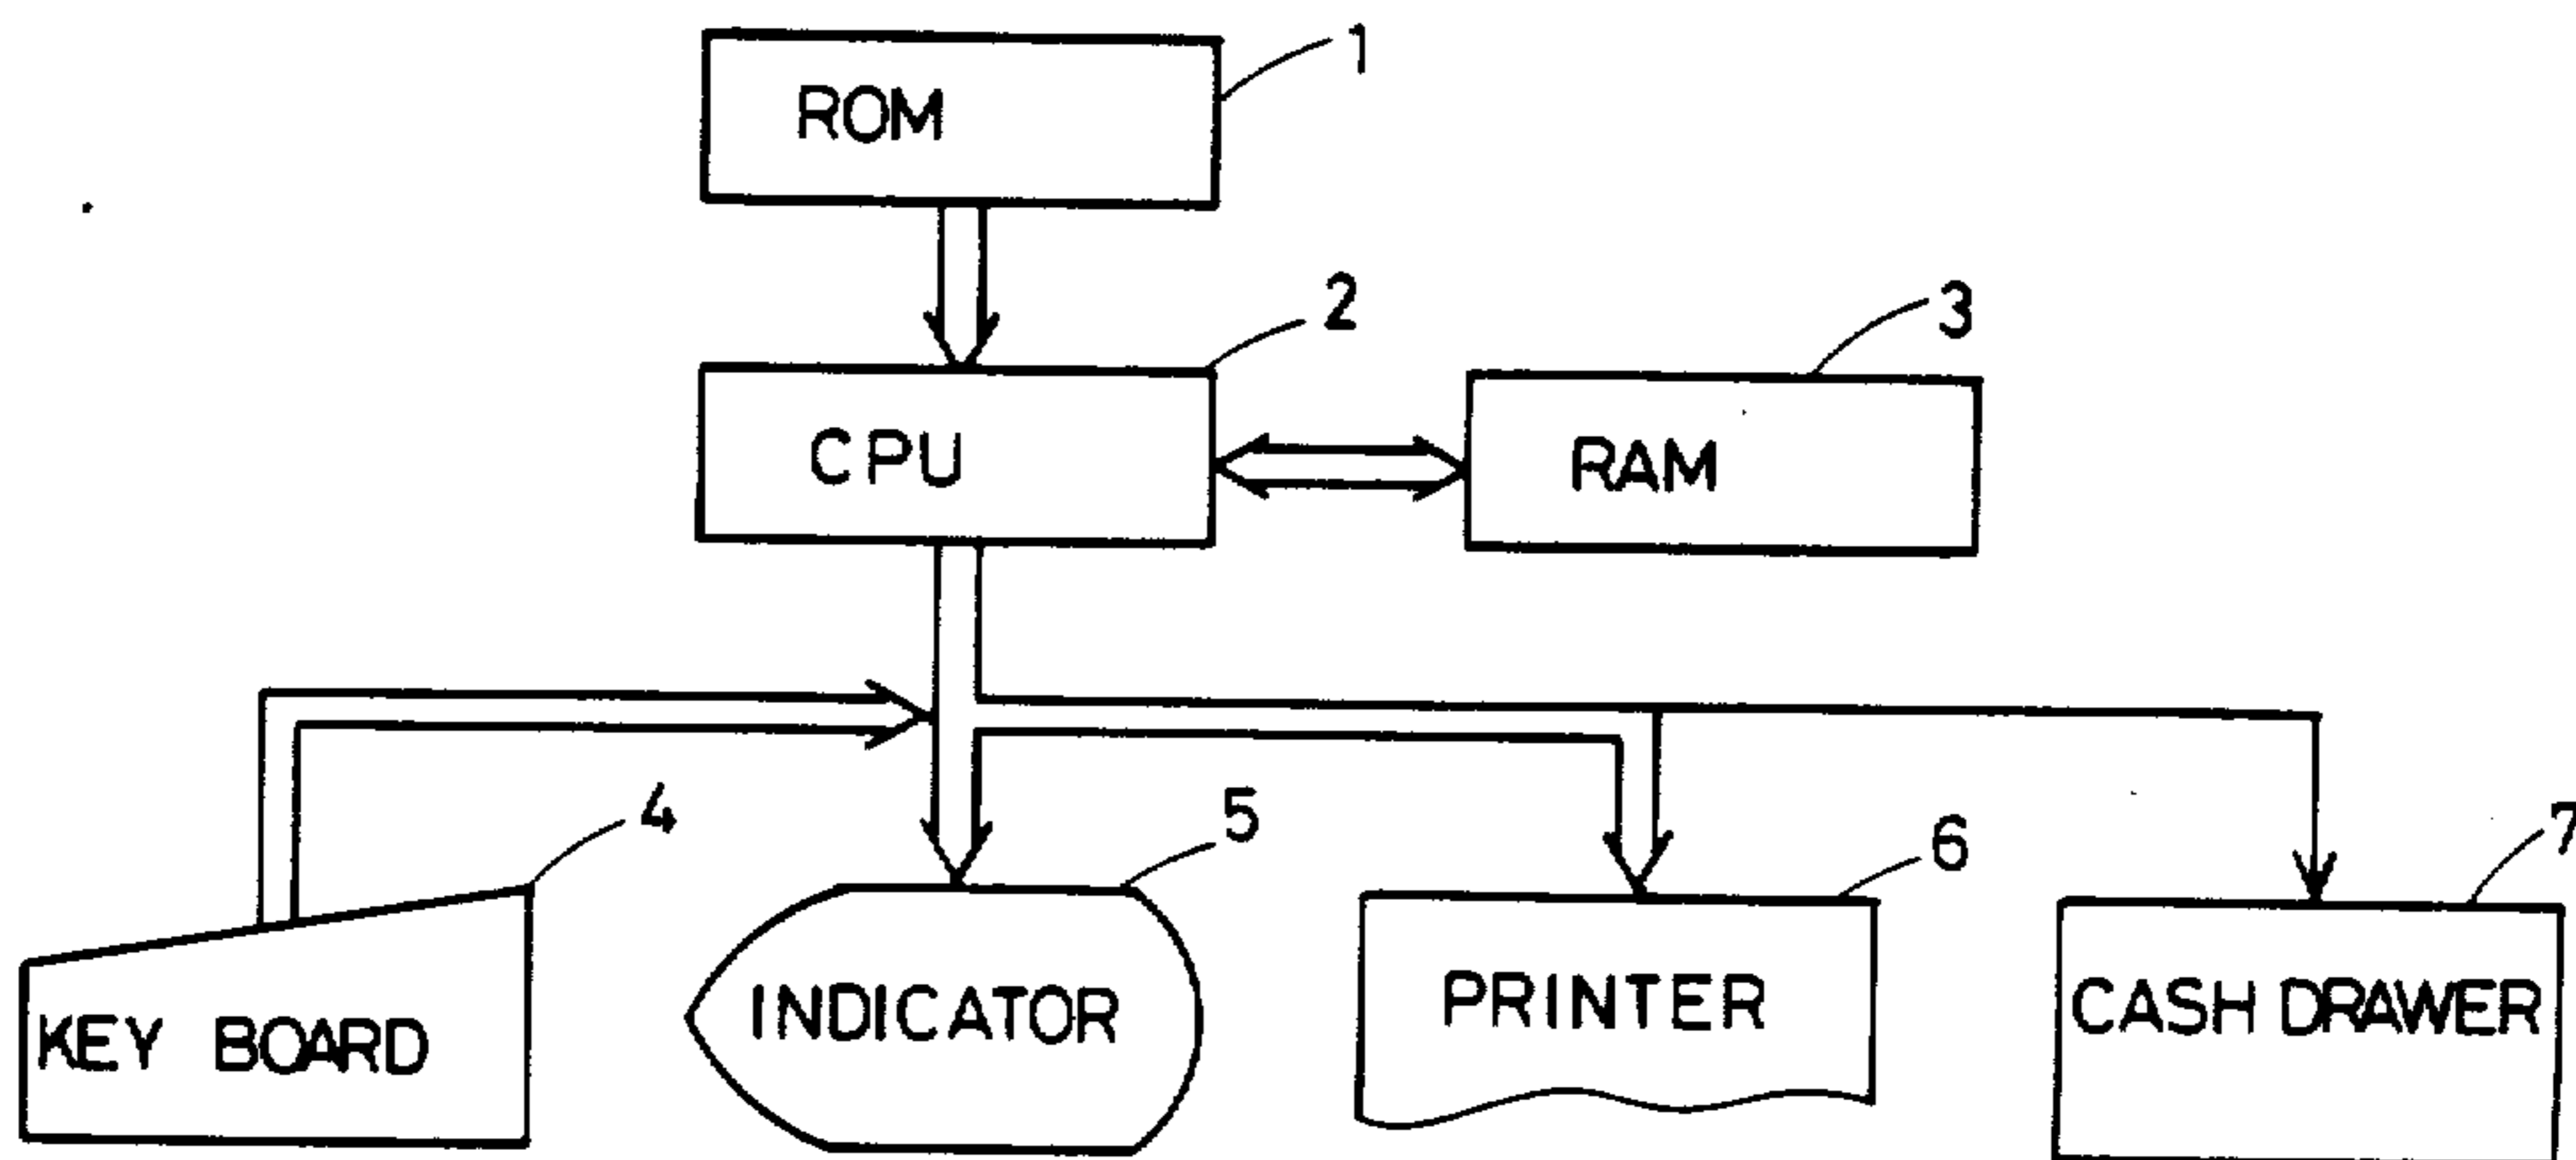 1
ROM
2
3
CPU
RAM
4
5
6
7
KEY BOARD
INDICATOR
PRINTER
CASH DRAWER